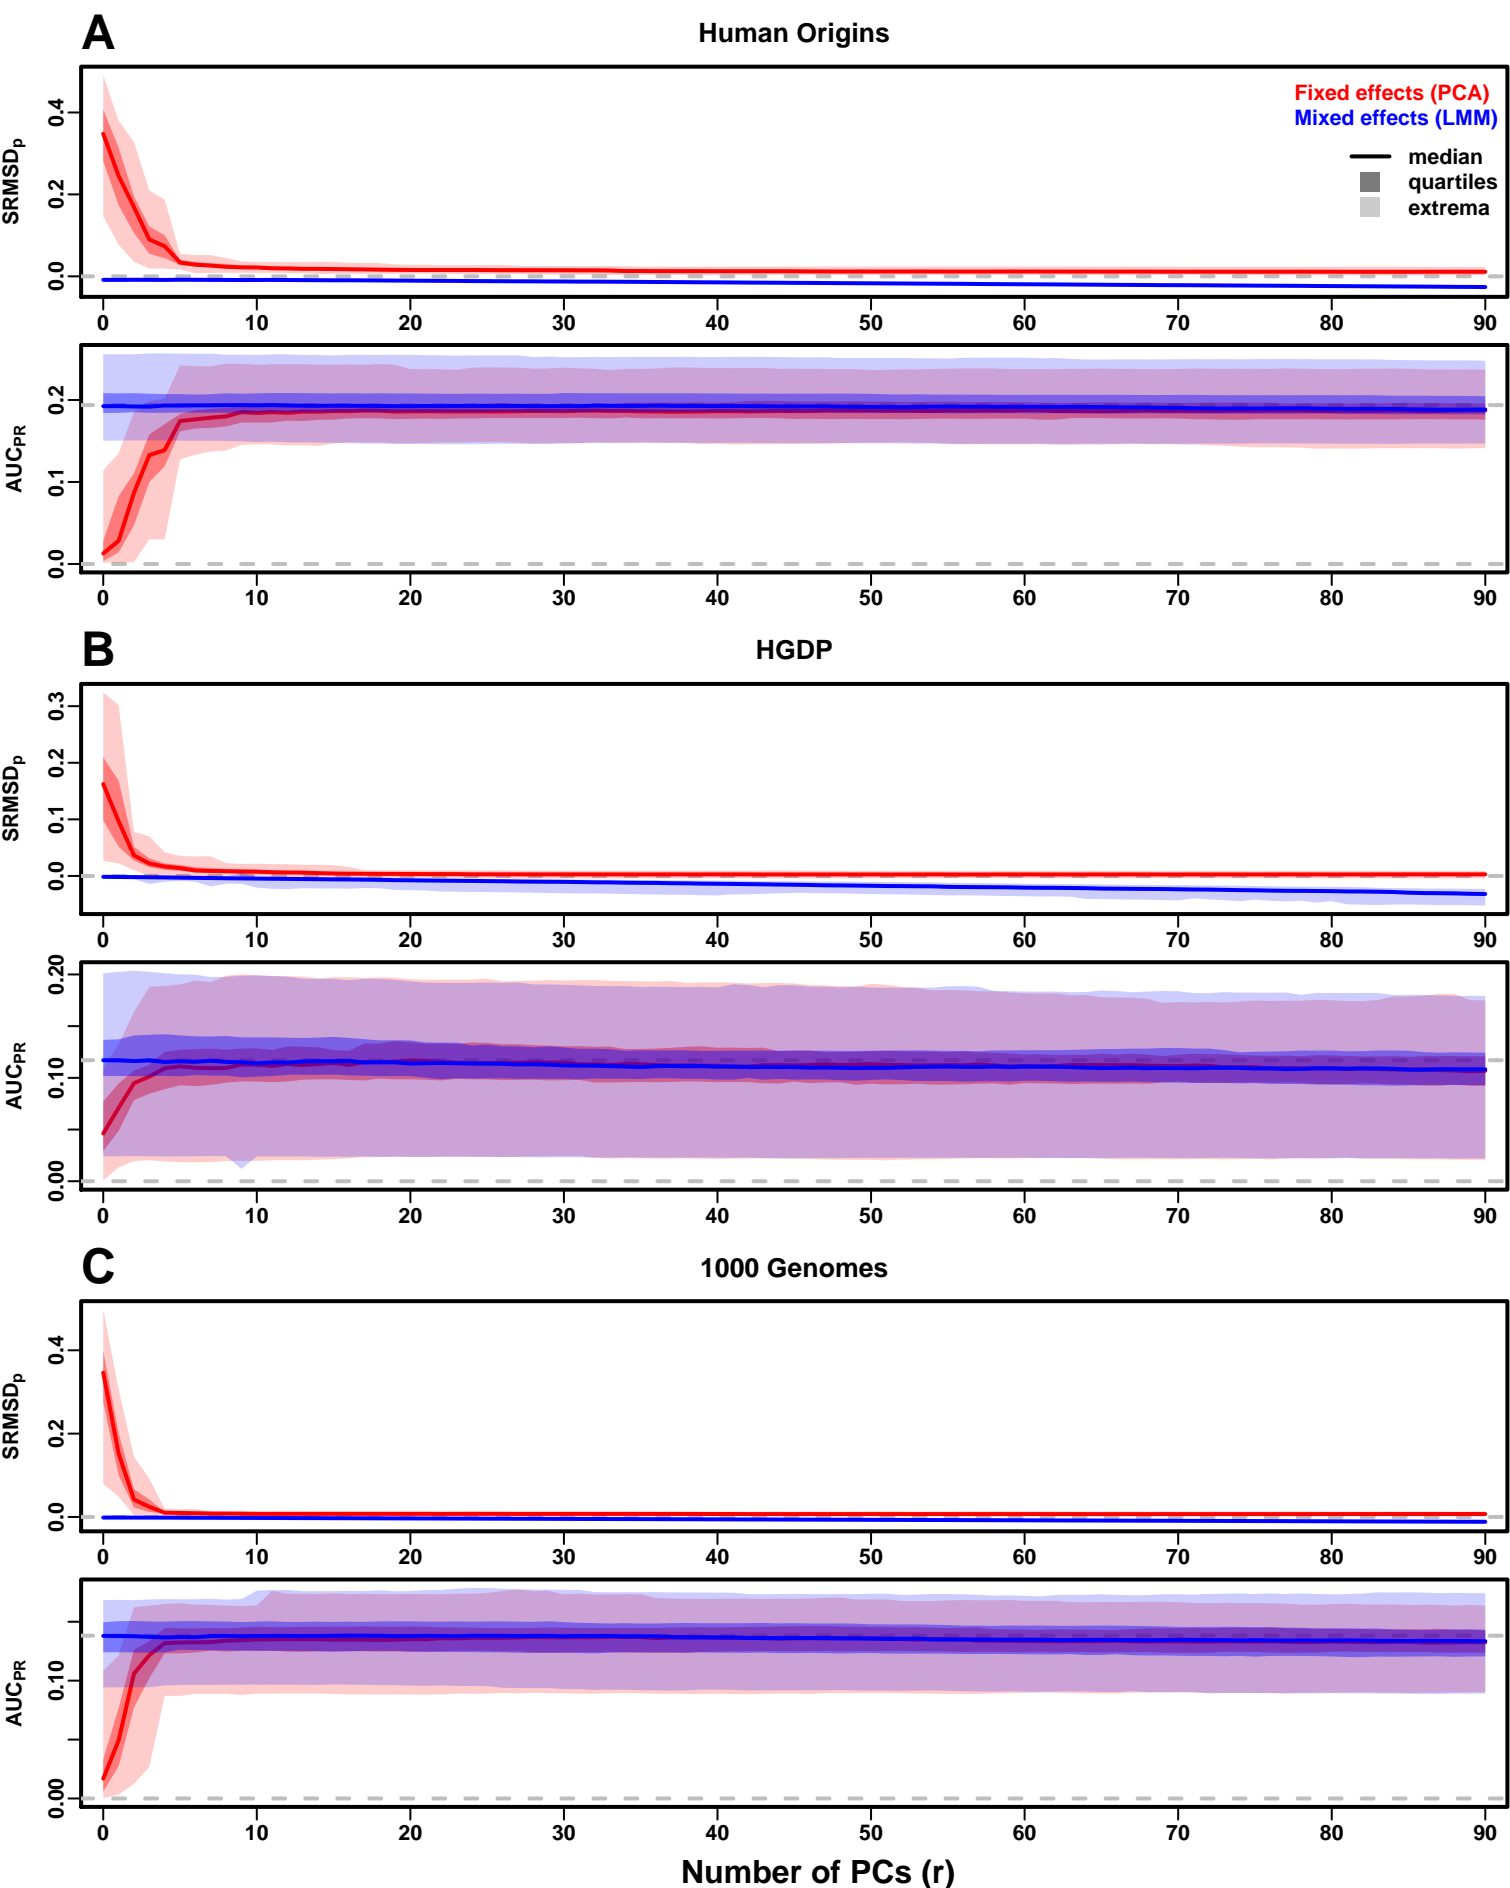 A
Human Origins
SRMSDp
0.0 0.2 0.4
Fixed effects (PCA)
Mixed effects (LMM)
median
quartiles
extrema
0 10 20 30 40 50 60 70 80 90
AUCPR
0.0 0.1 0.2
0 10 20 30 40 50 60 70 80 90
B
HGDP
SRMSDp
0.0 0.1 0.2 0.3
0 10 20 30 40 50 60 70 80 90
AUCPR
0.00 0.10 0.20
0 10 20 30 40 50 60 70 80 90
C
1000 Genomes
SRMSDp
0.0 0.2 0.4
0 10 20 30 40 50 60 70 80 90
AUCPR
0.00 0.10
0 10 20 30 40 50 60 70 80 90
Number of PCs (r)